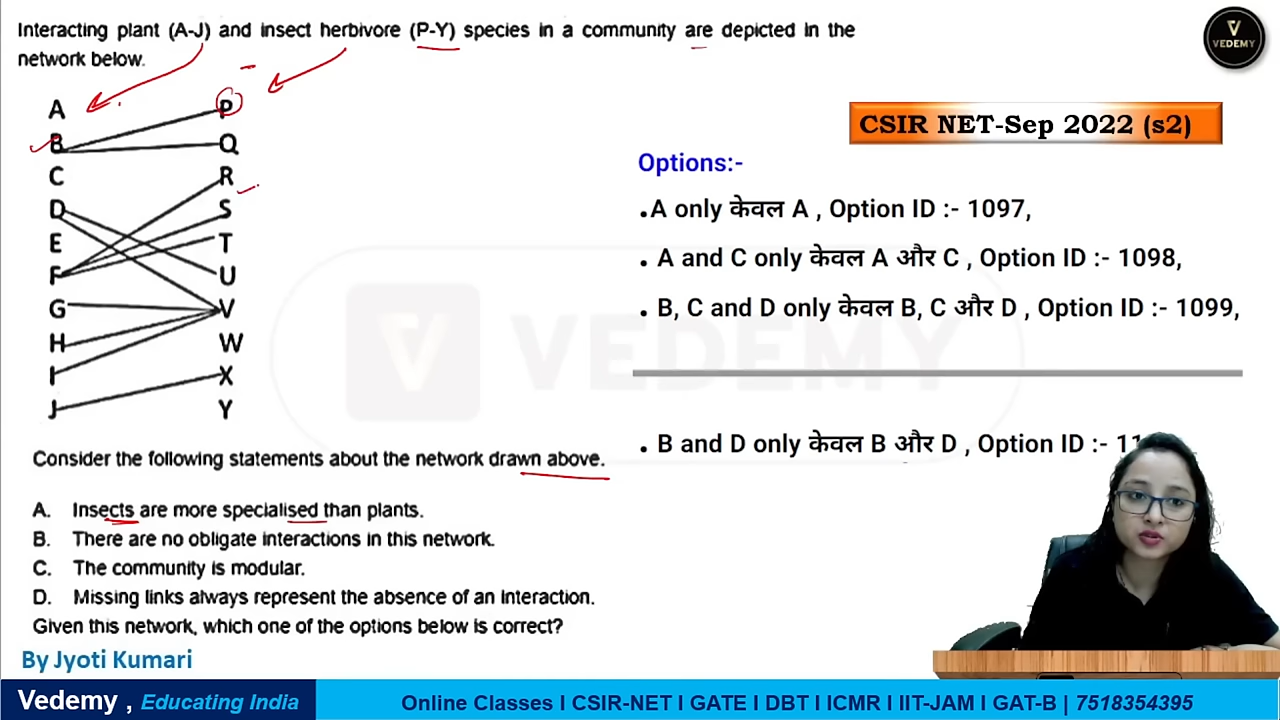 Interacting plant (A-J) and insect herbivore (P-Y) species in a community are depicted in the
network below.
VEDEMY
A P
B Q
C R
D S
E T
F U
G V
H W
I X
J Y
CSIR NET-Sep 2022 (s2)
Options:-
.A only केवल A , Option ID :- 1097,
. A and C only केवल A और C , Option ID :- 1098,
. B, C and D only केवल B, C और D , Option ID :- 1099,
. B and D only केवल B और D , Option ID :-
VEDEMY
Consider the following statements about the network drawn above.
A. Insects are more specialised than plants.
B. There are no obligate interactions in this network.
C. The community is modular.
D. Missing links always represent the absence of an interaction.
Given this network, which one of the options below is correct?
By Jyoti Kumari
Vedemy , Educating India
Online Classes I CSIR-NET I GATE I DBT I ICMR I IIT-JAM I GAT-B | 7518354395